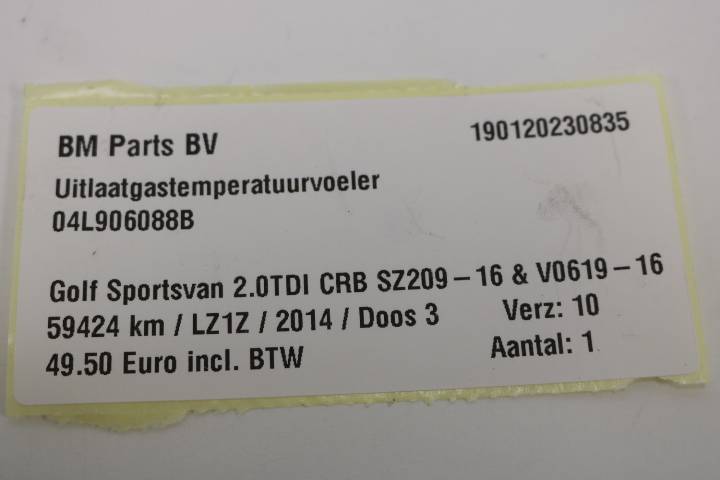 BM Parts BV 190120230835
Uitlaatgastemperatuurvoeler
04L906088B
Golf Sportsvan 2.0TDI CRB SZ209-16 & V0619-16
59424 km / LZ1Z / 2014 / Doos 3 Verz: 10
49.50 Euro incl. BTW Aantal: 1